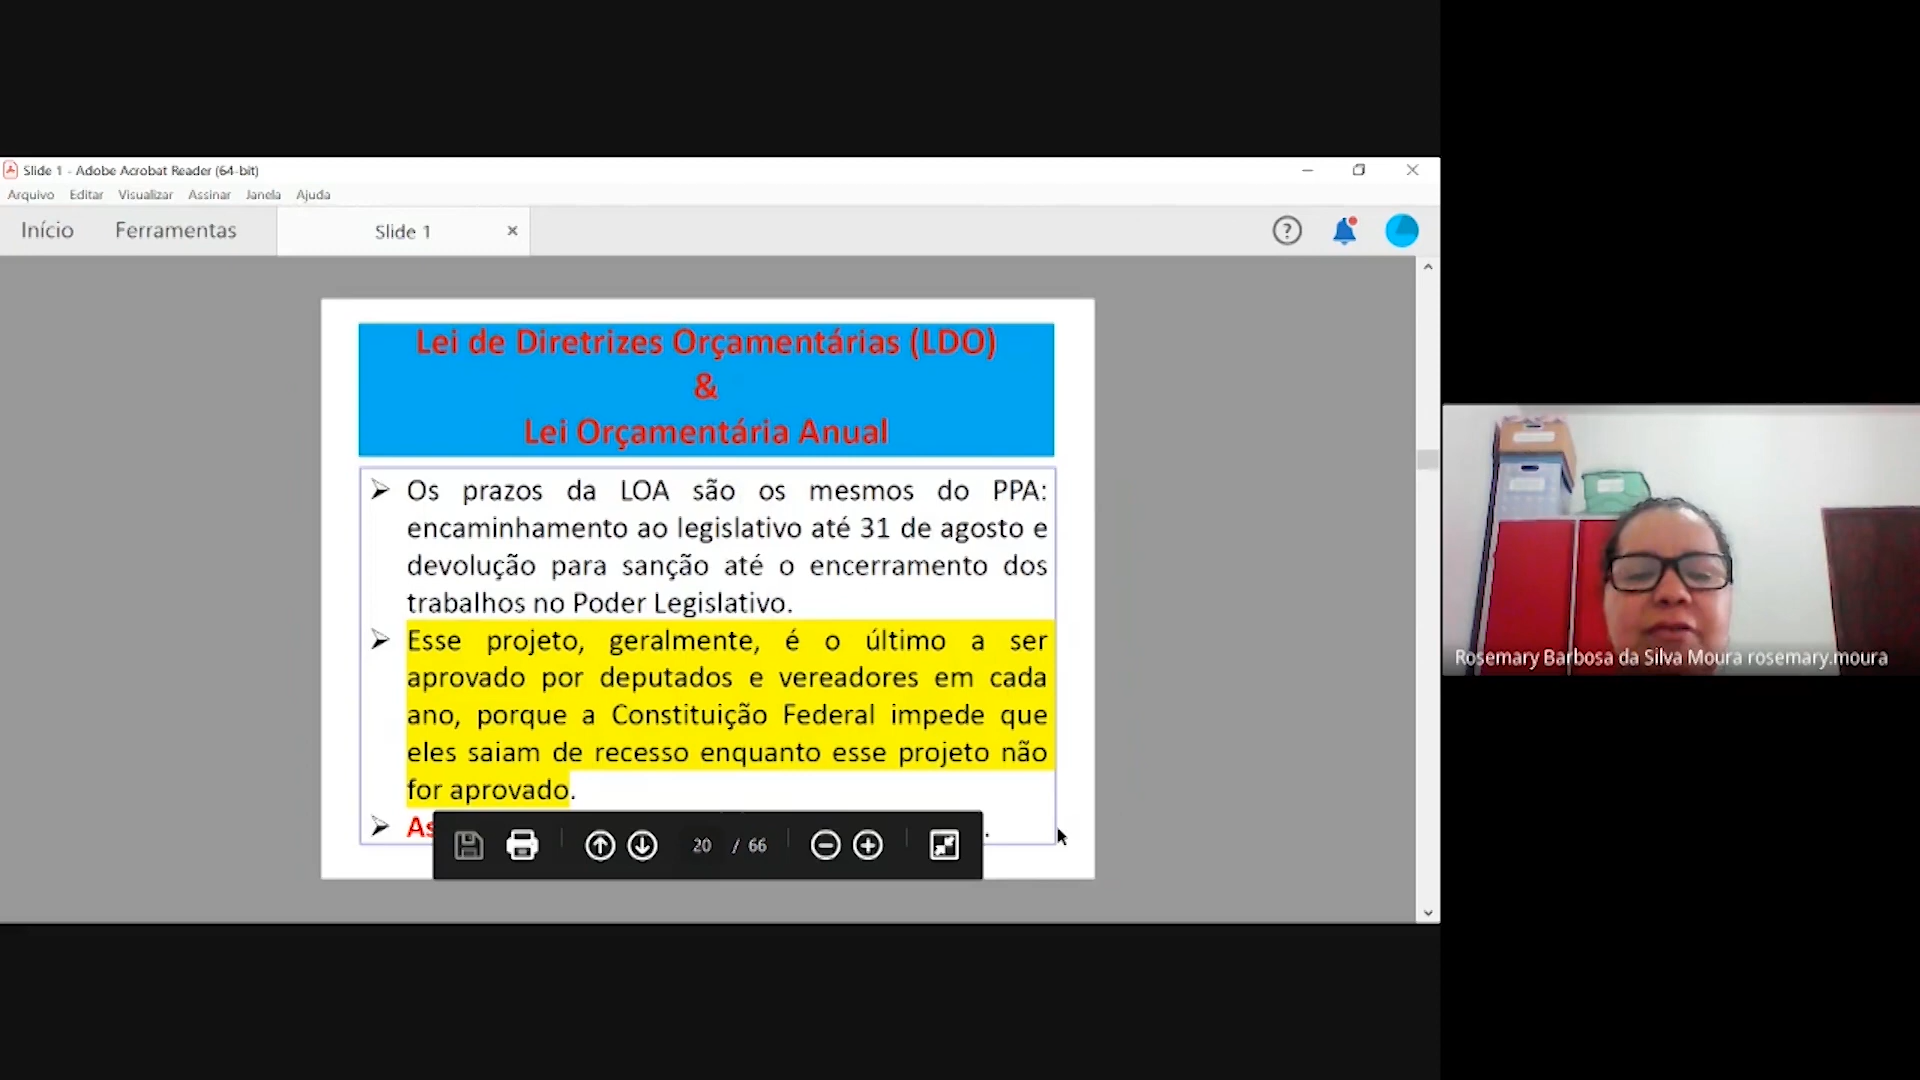 Slide 1 - Adobe Acrobat Reader (64-bit)
Arquivo Editar Visualizar Assinar Janela Ajuda
Início Ferramentas Slide 1
Lei de Diretrizes Orçamentárias (LDO)
&
Lei Orçamentária Anual
Os prazos da LOA são os mesmos do PPA:
encaminhamento ao legislativo até 31 de agosto e
devolução para sanção até o encerramento dos
trabalhos no Poder Legislativo.
Esse projeto, geralmente, é o último a ser
aprovado por deputados e vereadores em cada
ano, porque a Constituição Federal impede que
eles saiam de recesso enquanto esse projeto não
for aprovado.
20 / 66
Rosemary Barbosa da Silva Moura rosemary.moura